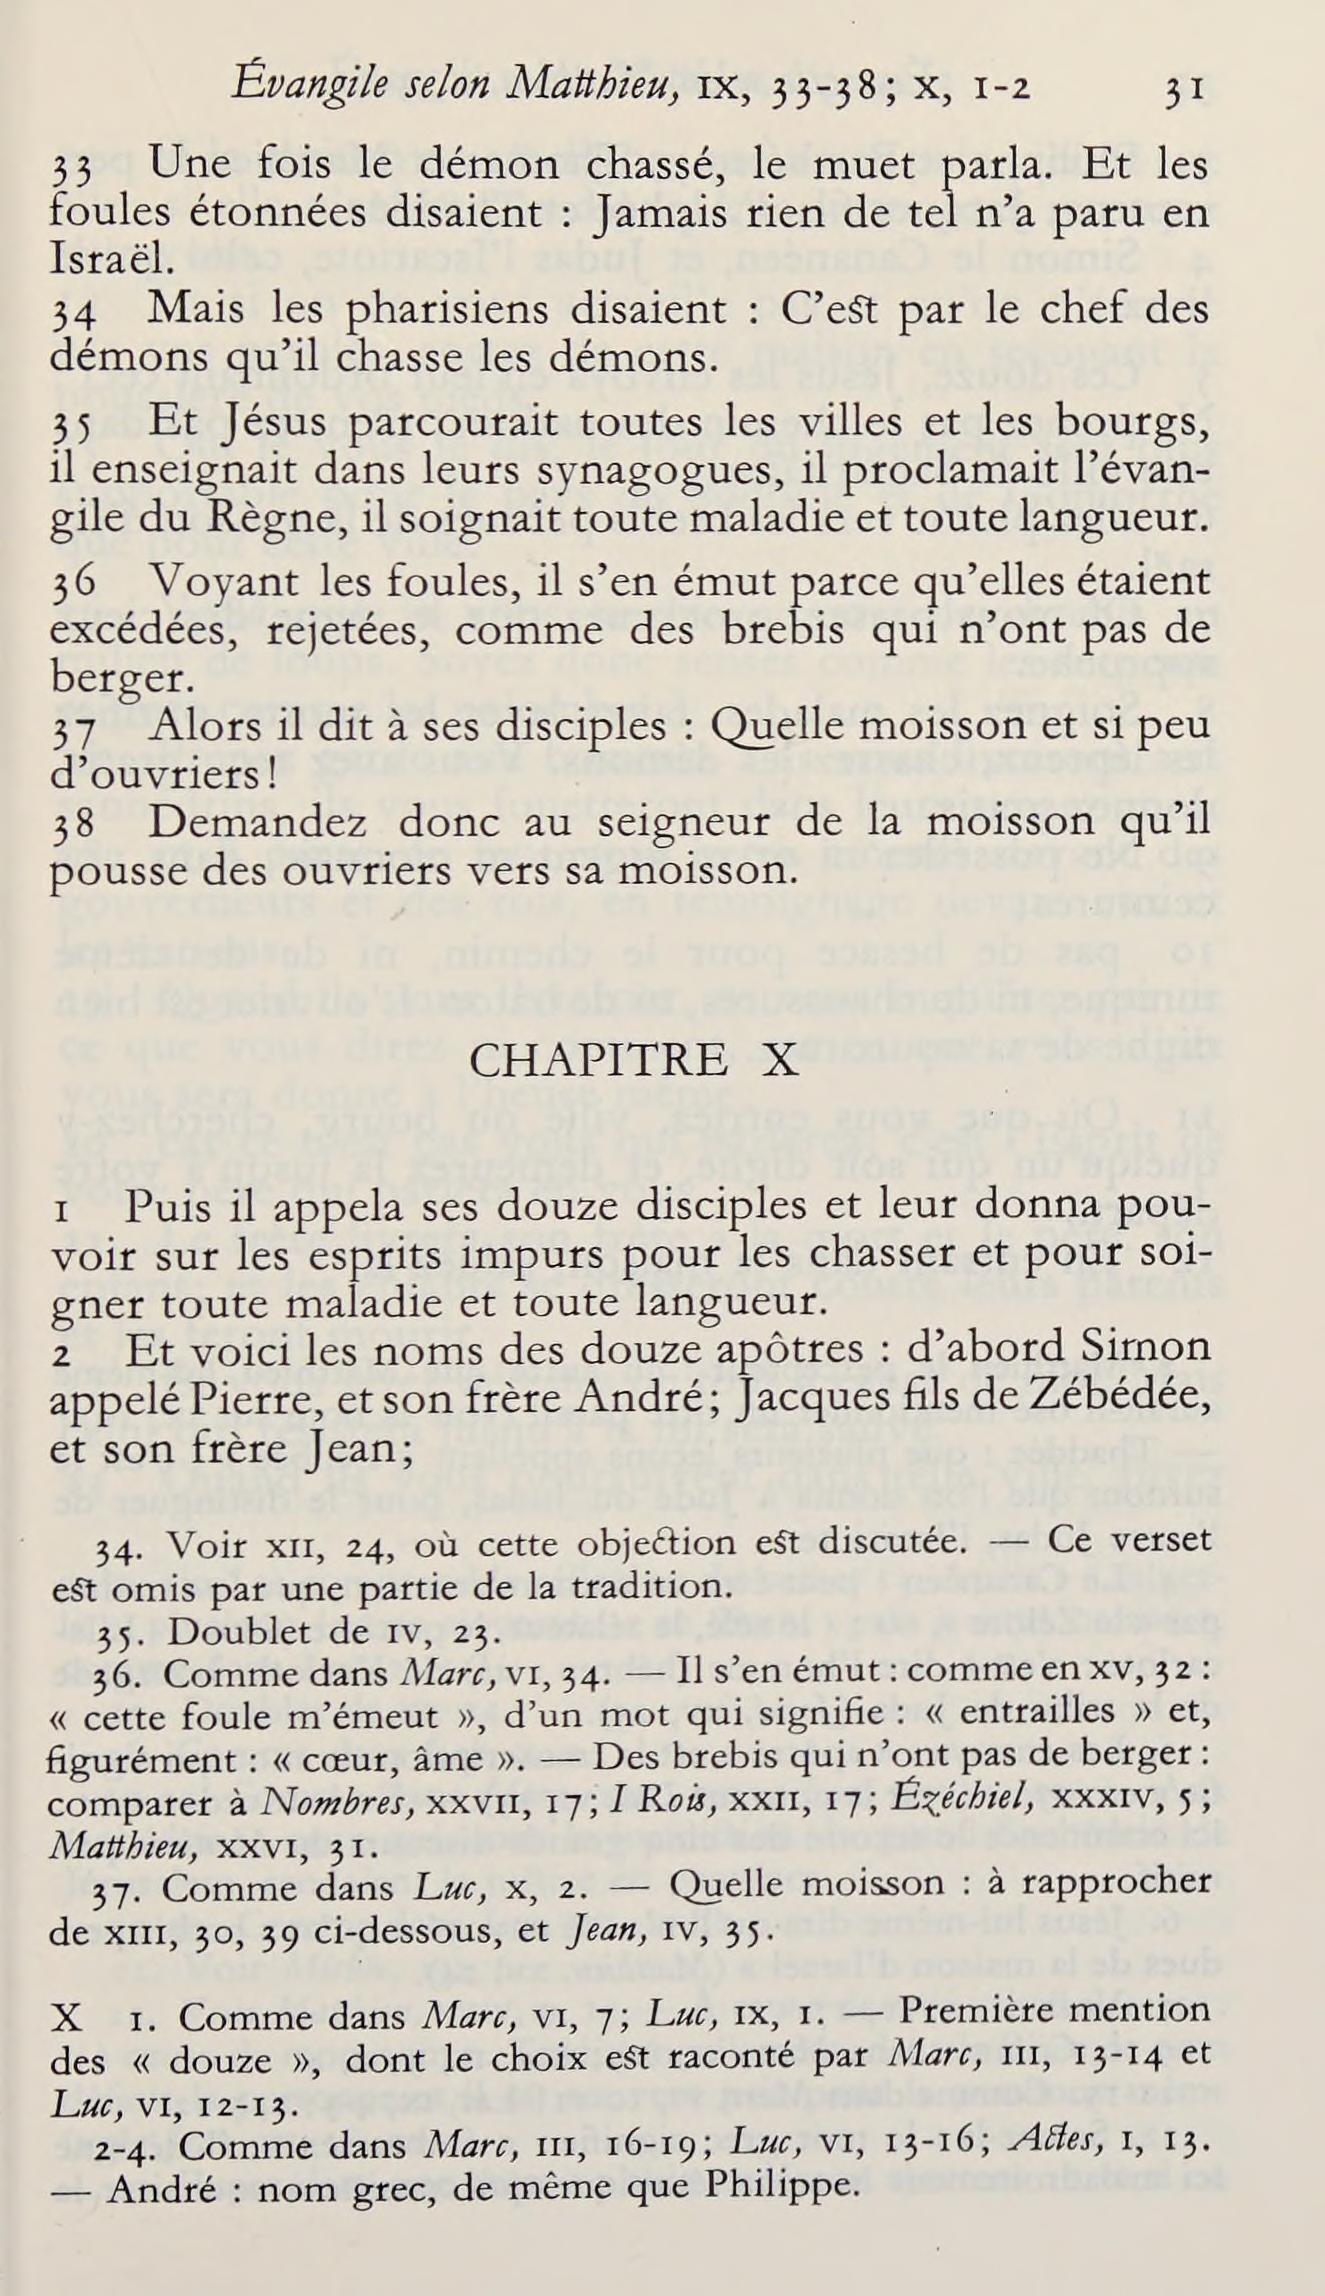 Évangile selon Matthieu, IX, 33-38; X, 1-2 31
33 Une fois le démon chassé, le muet parla. Et les
foules étonnées disaient : Jamais rien de tel n'a paru en
Israël.
34 Mais les pharisiens disaient : C'est par le chef des
démons qu'il chasse les démons.
35 Et Jésus parcourait toutes les villes et les bourgs,
il enseignait dans leurs synagogues, il proclamait l'évan-
gile du Règne, il soignait toute maladie et toute langueur.
36 Voyant les foules, il s'en émut parce qu'elles étaient
excédées, rejetées, comme des brebis qui n'ont pas de
berger.
37 Alors il dit à ses disciples : Quelle moisson et si peu
d'ouvriers!
38 Demandez donc au seigneur de la moisson qu'il
pousse des ouvriers vers sa moisson.
CHAPITRE X
1 Puis il appela ses douze disciples et leur donna pou-
voir sur les esprits impurs pour les chasser et pour soi-
gner toute maladie et toute langueur.
2 Et voici les noms des douze apôtres : d'abord Simon
appelé Pierre, et son frère André; Jacques fils de Zébédée,
et son frère Jean;
34. Voir XII, 24, où cette objection est discutée. — Ce verset
est omis par une partie de la tradition.
35. Doublet de IV, 23.
36. Comme dans Marc, VI, 34. — Il s'en émut : comme en XV, 32 :
« cette foule m'émeut », d'un mot qui signifie : « entrailles » et,
figurément : « cœur, âme ». — Des brebis qui n'ont pas de berger :
comparer à Nombres, XXVII, 17; I Rois, XXII, 17; Ézéchiel, XXXIV, 5;
Matthieu, XXVI, 31.
37. Comme dans Luc, X, 2. — Quelle moisson : à rapprocher
de XIII, 30, 39 ci-dessous, et Jean, IV, 35.
X 1. Comme dans Marc, VI, 7; Luc, IX, 1. — Première mention
des « douze », dont le choix est raconté par Marc, III, 13-14 et
Luc, VI, 12-13.
2-4. Comme dans Marc, III, 16-19; Luc, VI, 13-16; Actes, I, 13.
— André : nom grec, de même que Philippe.